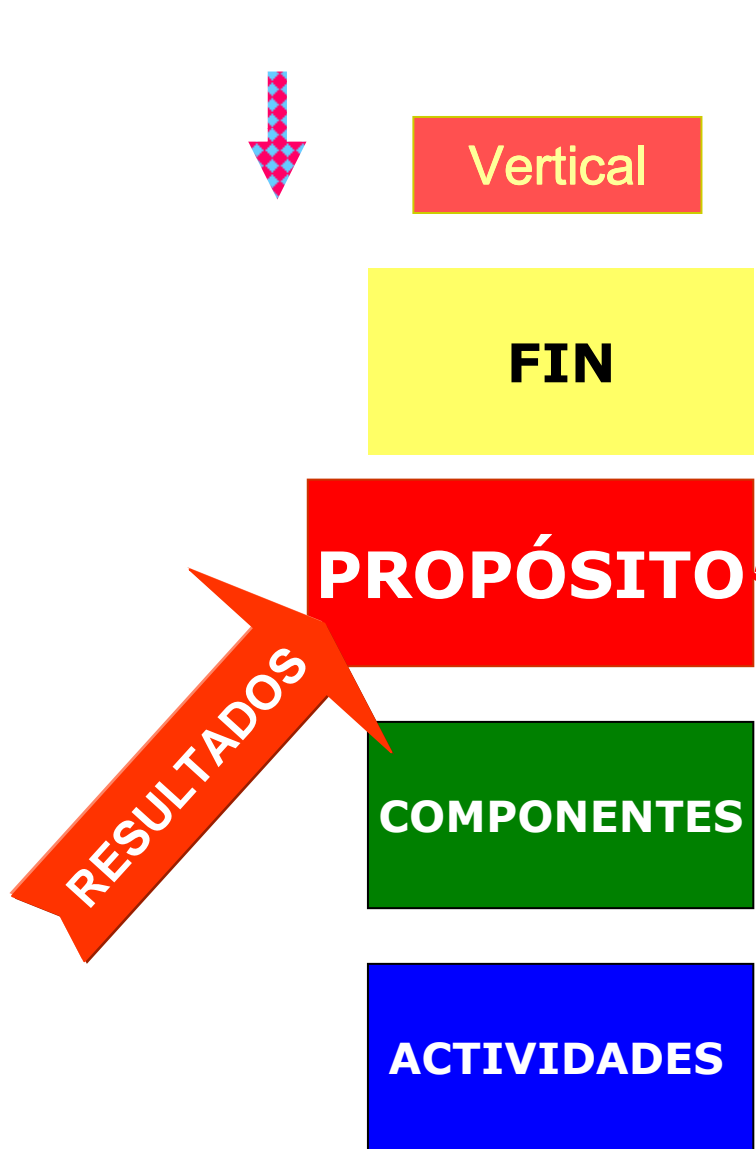 Vertical
FIN
PROPÓSITO
RESULTADOS
COMPONENTES
ACTIVIDADES